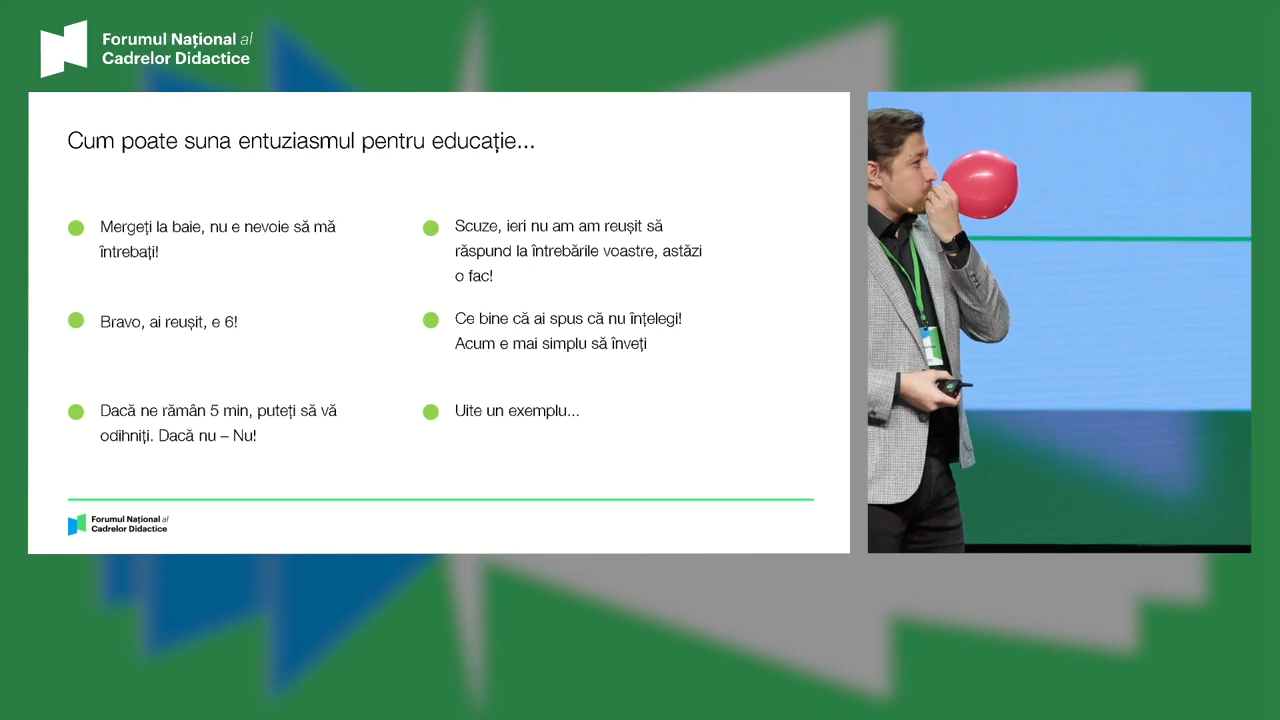 Forumul Național al
Cadrelor Didactice
Cum poate suna entuziasmul pentru educație...
Mergeți la baie, nu e nevoie să mă
întrebați!
Bravo, ai reușit, e 6!
Dacă ne rămân 5 min, puteți să vă
odihniți. Dacă nu – Nu!
Scuze, ieri nu am am reușit să
răspund la întrebările voastre, astăzi
o fac!
Ce bine că ai spus că nu înțelegi!
Acum e mai simplu să înveți
Uite un exemplu...
Forumul Național al
Cadrelor Didactice